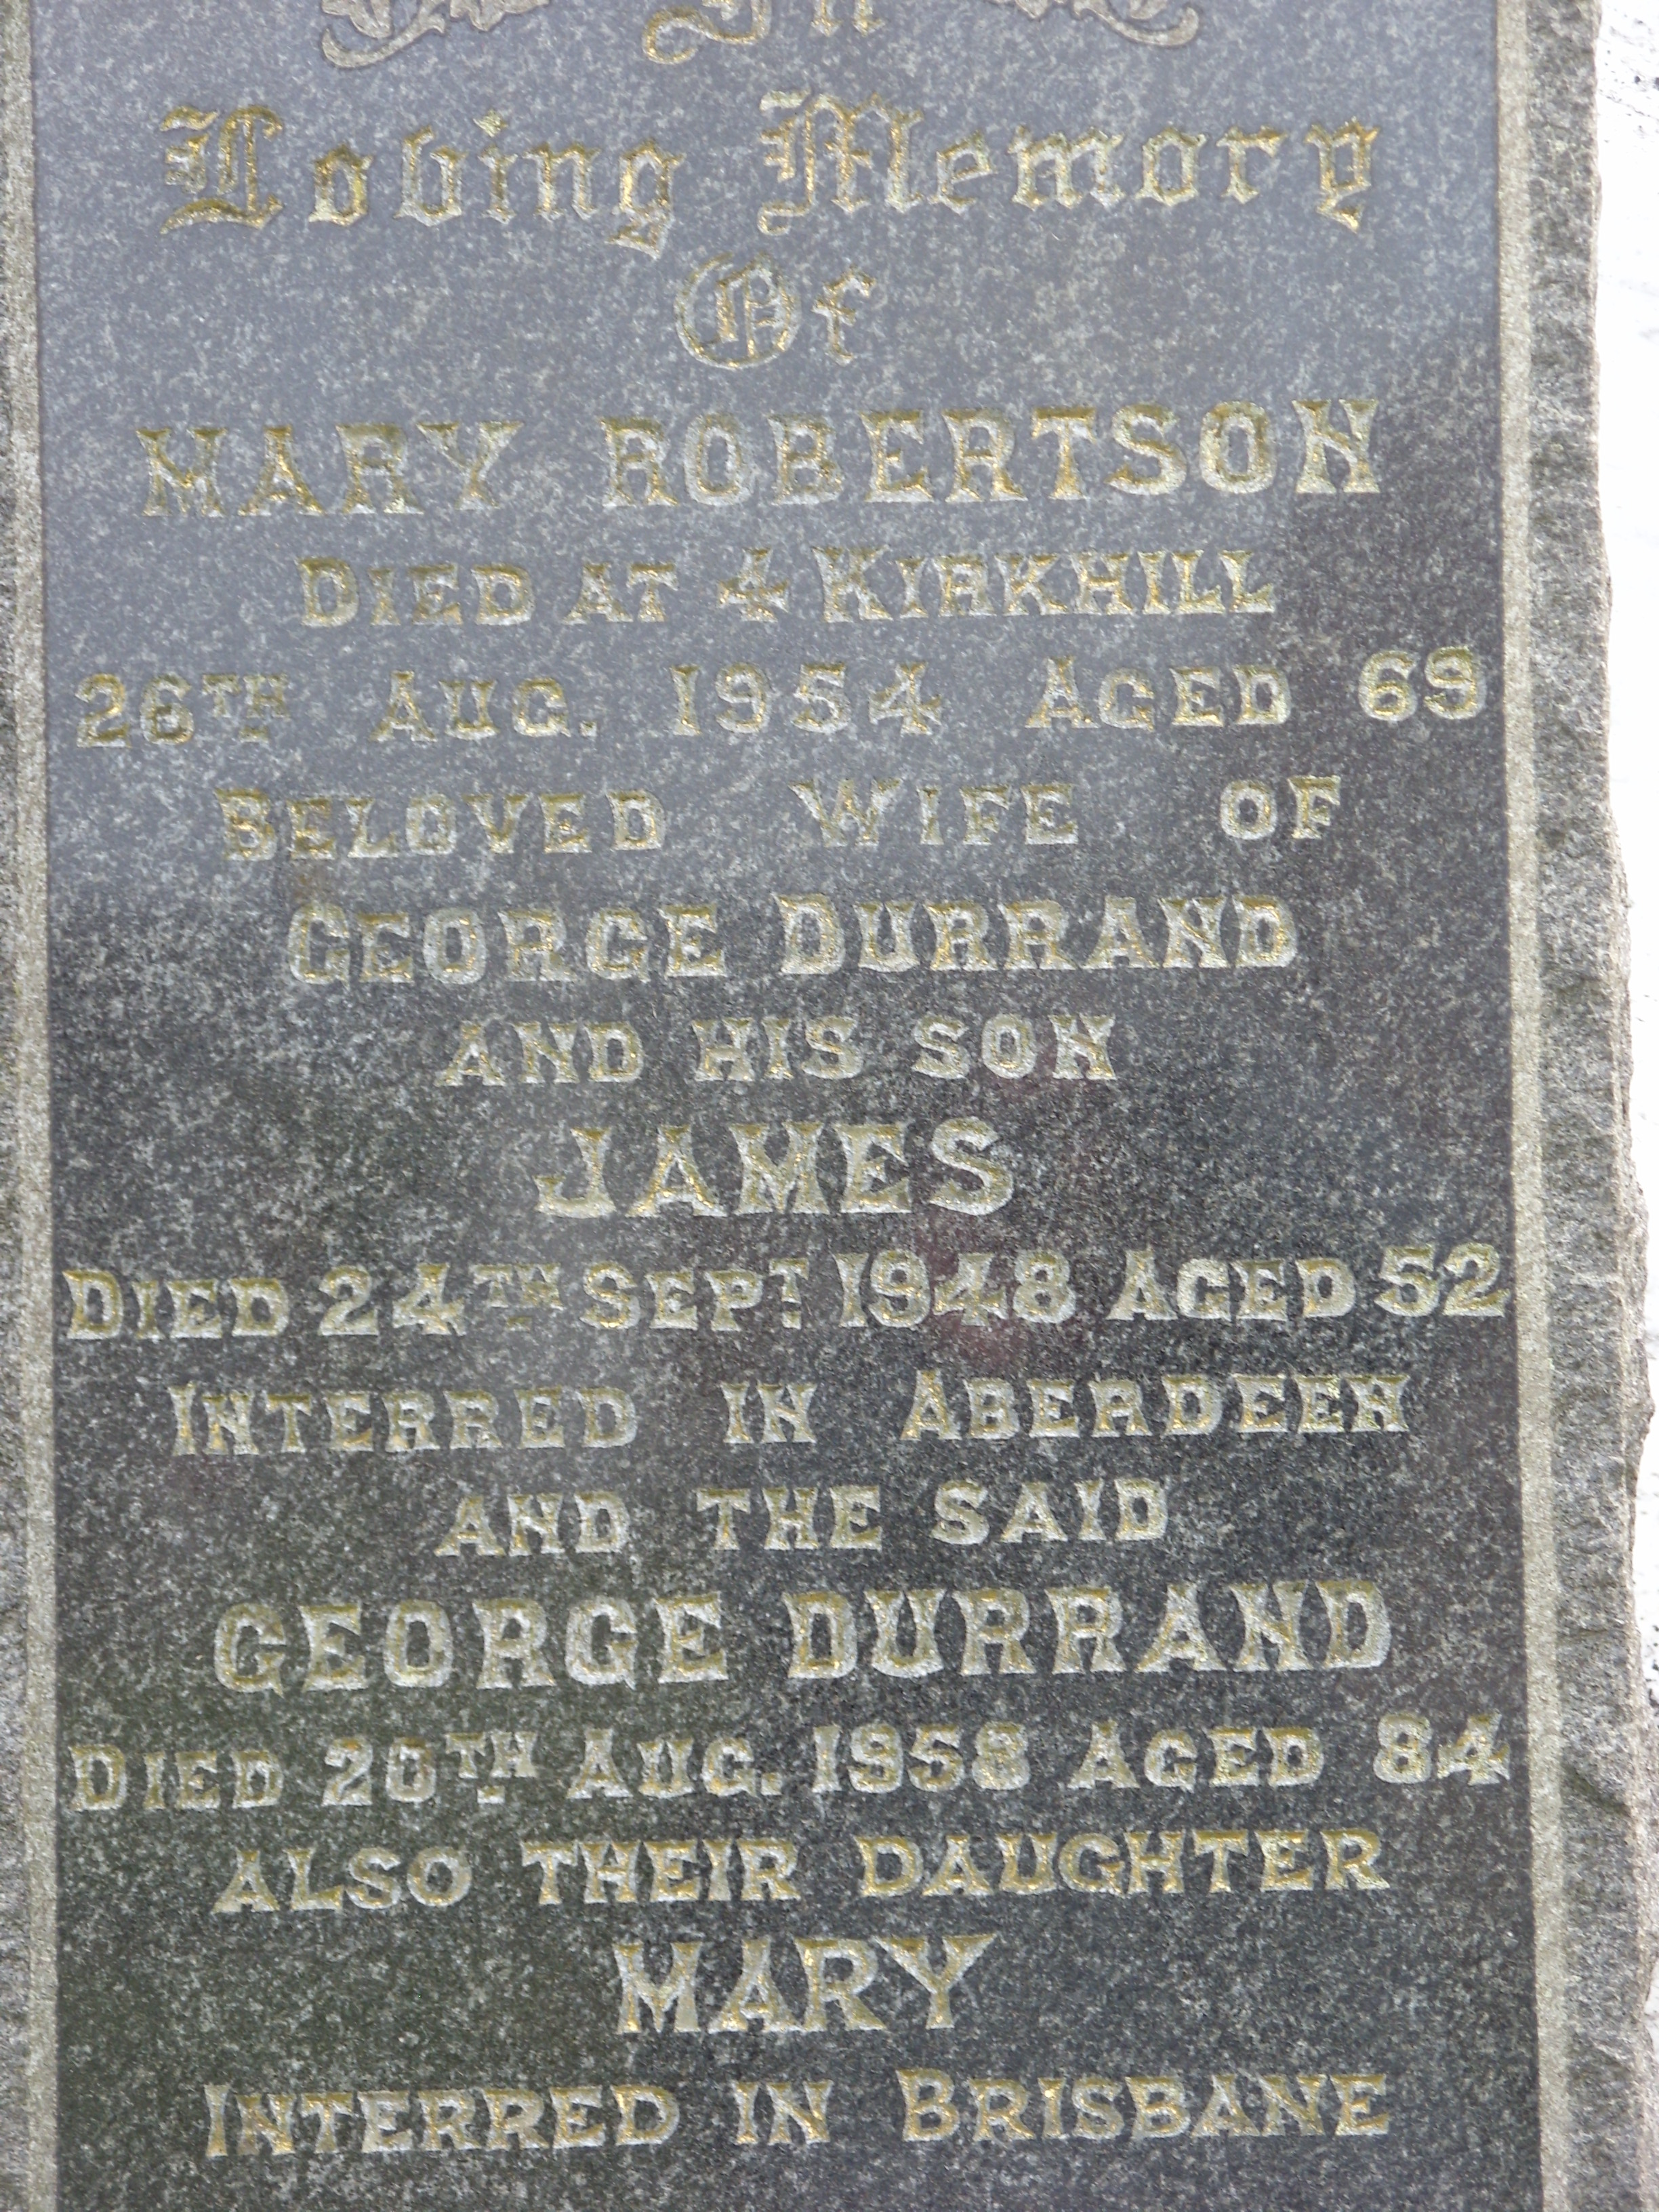 In
Loving Memory
Of
MARY ROBERTSON
DIED AT 4 KIRKHILL
26TH AUG. 1954 AGED 69
BELOVED WIFE OF
GEORGE DURRAND
AND HIS SON
JAMES
DIED 24TH SEPT 1948 AGED 52
INTERRED IN ABERDEEN
AND THE SAID
GEORGE DURRAND
DIED 20TH AUG. 1958 AGED 84
ALSO THEIR DAUGHTER
MARY
INTERRED IN BRISBANE